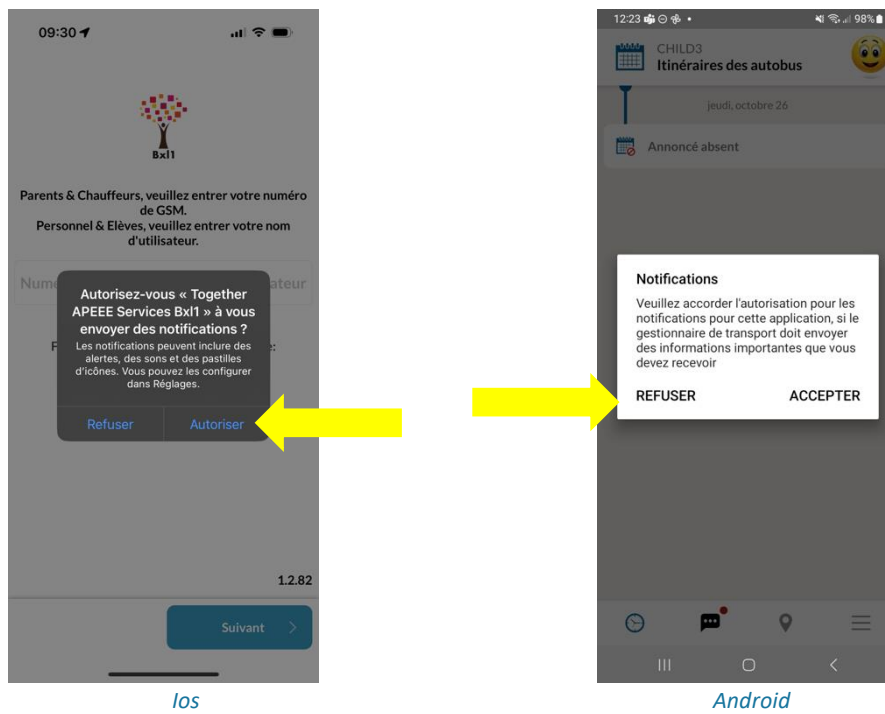 09:30
Bxl1
Parents & Chauffeurs, veuillez entrer votre numéro
de GSM.
Personnel & Elèves, veuillez entrer votre nom
d'utilisateur.
Autorisez-vous « Together
APEEE Services Bxl1 » à vous
envoyer des notifications ?
Les notifications peuvent inclure des
alertes, des sons et des pastilles
d'icônes. Vous pouvez les configurer
dans Réglages.
Refuser Autoriser
1.2.82
Suivant
Ios
12:23 98%
CHILD3
Itinéraires des autobus
jeudi, octobre 26
Annoncé absent
Notifications
Veuillez accorder l'autorisation pour les
notifications pour cette application, si le
gestionnaire de transport doit envoyer
des informations importantes que vous
devez recevoir
REFUSER ACCEPTER
Android